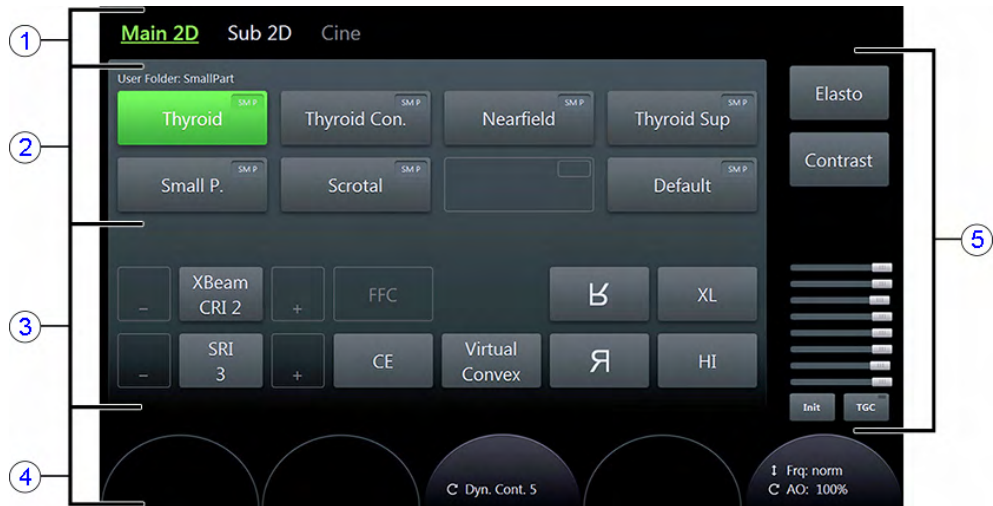 1
Main 2D Sub 2D Cine
User Folder: SmallPart
2
SM P SM P SM P SM P
Thyroid Thyroid Con. Nearfield Thyroid Sup
SM P SM P SM P
Small P. Scrotal Default
3
XBeam
CRI 2
- + FFC R XL
SRI
3
- + CE Virtual
Convex R HI
4
Dyn. Cont. 5
Frq: norm
AO: 100%
Elasto
Contrast
Init TGC
5